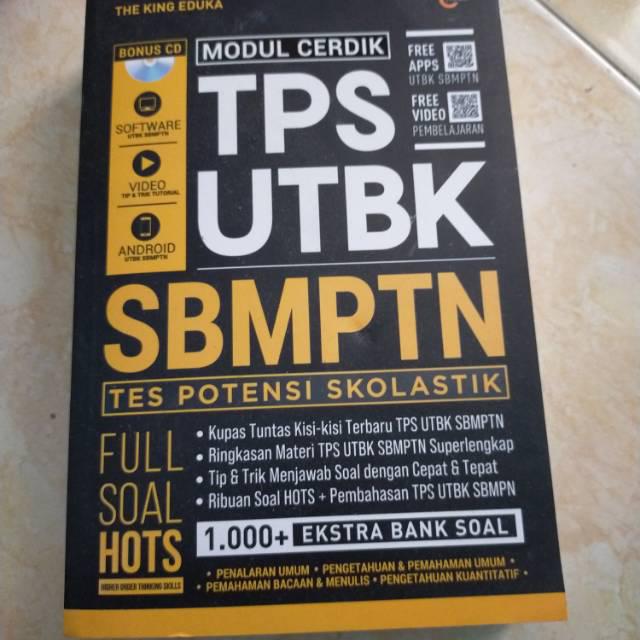 THE KING EDUKA
BONUS CD
SOFTWARE
UTBK SBMPTN
VIDEO
TIP & TRIK TUTORIAL
ANDROID
UTBK SBMPTN
MODUL CERDIK
TPS
UTBK
FREE
APPS
UTBK SBMPTN
FREE
VIDEO
PEMBELAJARAN
SBMPTN
TES POTENSI SKOLASTIK
FULL
SOAL
HOTS
HIGHER ORDER THINKING SKILLS
• Kupas Tuntas Kisi-kisi Terbaru TPS UTBK SBMPTN
• Ringkasan Materi TPS UTBK SBMPTN Superlengkap
• Tip & Trik Menjawab Soal dengan Cepat & Tepat
• Ribuan Soal HOTS + Pembahasan TPS UTBK SBMPN
1.000+ EKSTRA BANK SOAL
• PENALARAN UMUM • PENGETAHUAN & PEMAHAMAN UMUM •
• PEMAHAMAN BACAAN & MENULIS • PENGETAHUAN KUANTITATIF •